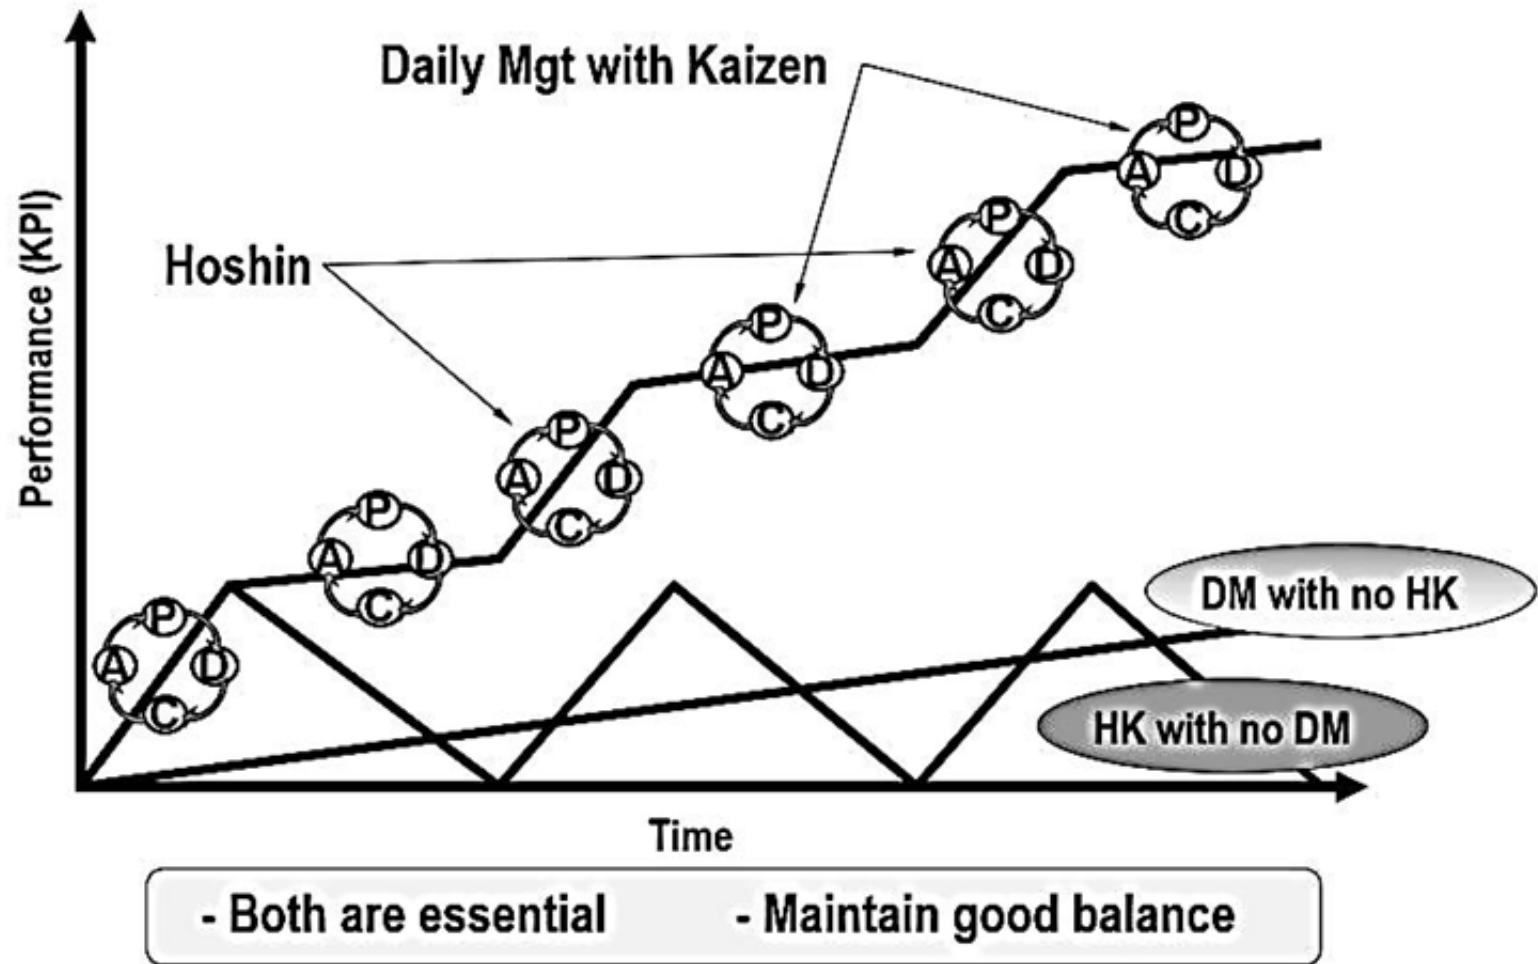 Daily Mgt with Kaizen
Hoshin
Performance (KPI)
P
A
D
C
P
A
D
C
P
A
D
C
P
A
D
C
P
A
D
C
P
A
D
C
DM with no HK
HK with no DM
Time
- Both are essential - Maintain good balance